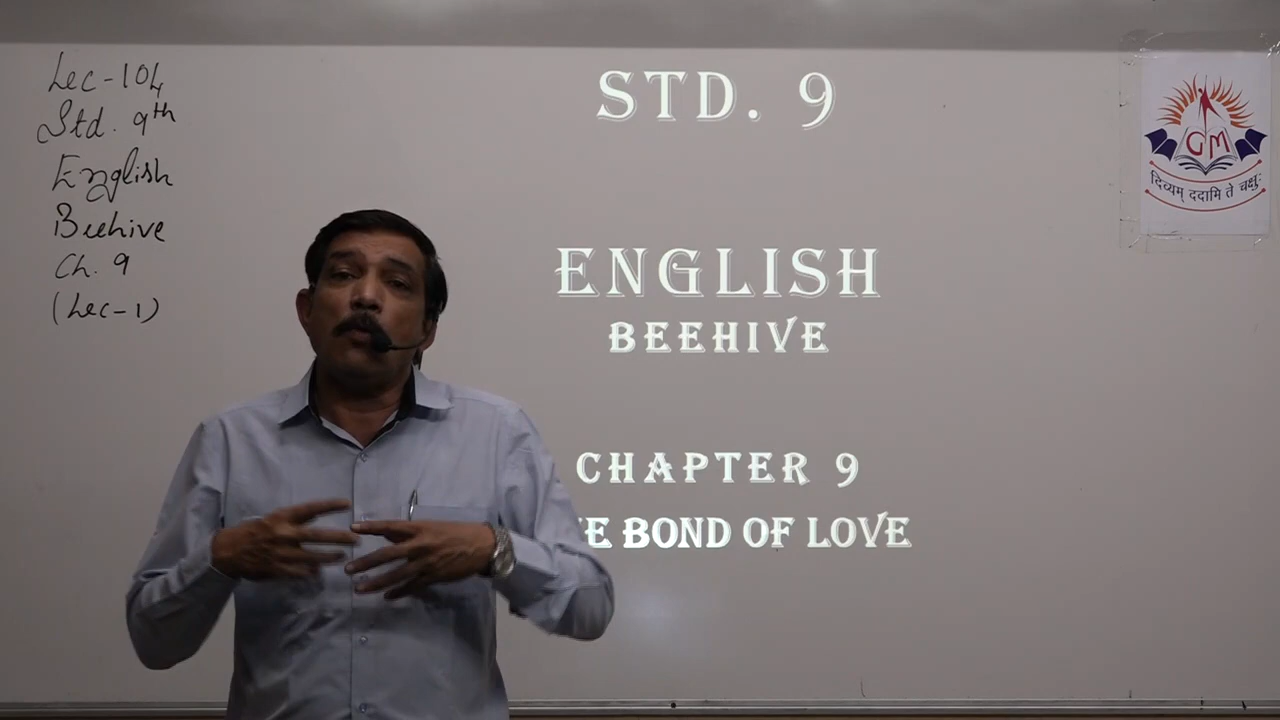 Lec-104
Std. 9th
English
Beehive
Ch. 9
(Lec-1)
STD. 9
ENGLISH
BEEHIVE
CHAPTER 9
BOND OF LOVE
GM
दिव्यम् ददामि ते चक्षुः